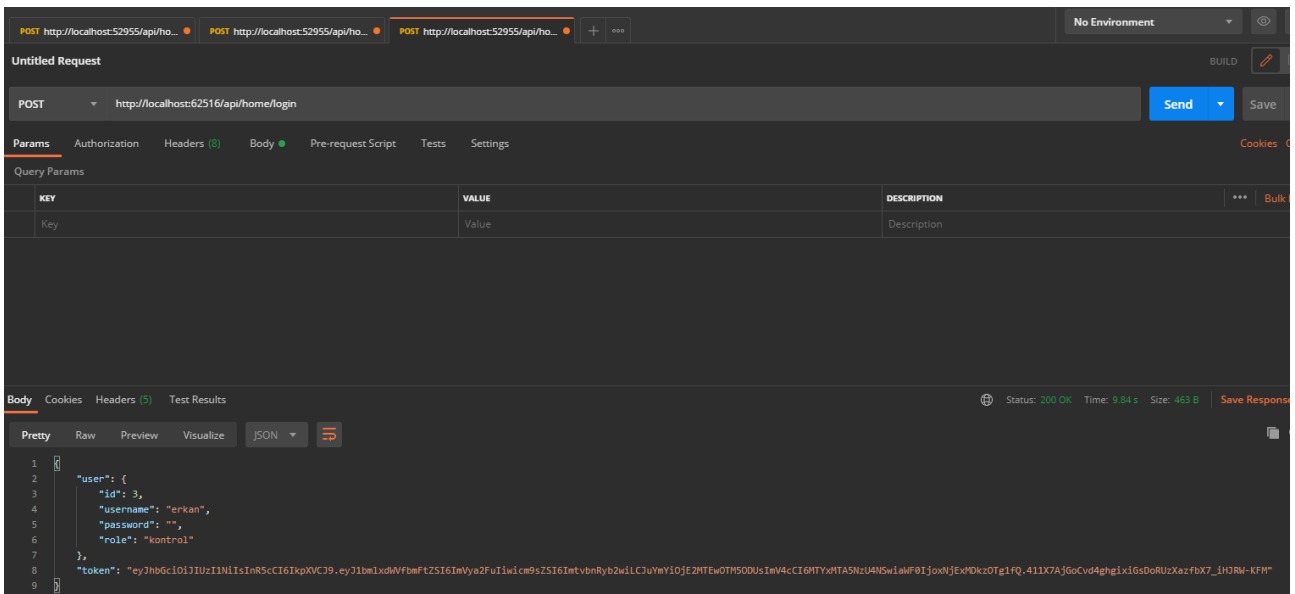 POST http://localhost:52955/api/ho... POST http://localhost:52955/api/ho... POST http://localhost:52955/api/ho... No Environment
Untitled Request BUILD
POST http://localhost:62516/api/home/login Send Save
Params Authorization Headers (8) Body Pre-request Script Tests Settings Cookies
Query Params
KEY VALUE DESCRIPTION Bulk
Key Value Description
Body Cookies Headers (5) Test Results Status: 200 OK Time: 9.84 s Size: 463 B Save Response
Pretty Raw Preview Visualize JSON
1 {
2 "user": {
3 "id": 3,
4 "username": "erkan",
5 "password": "",
6 "role": "kontrol"
7 },
8 "token":
9 }